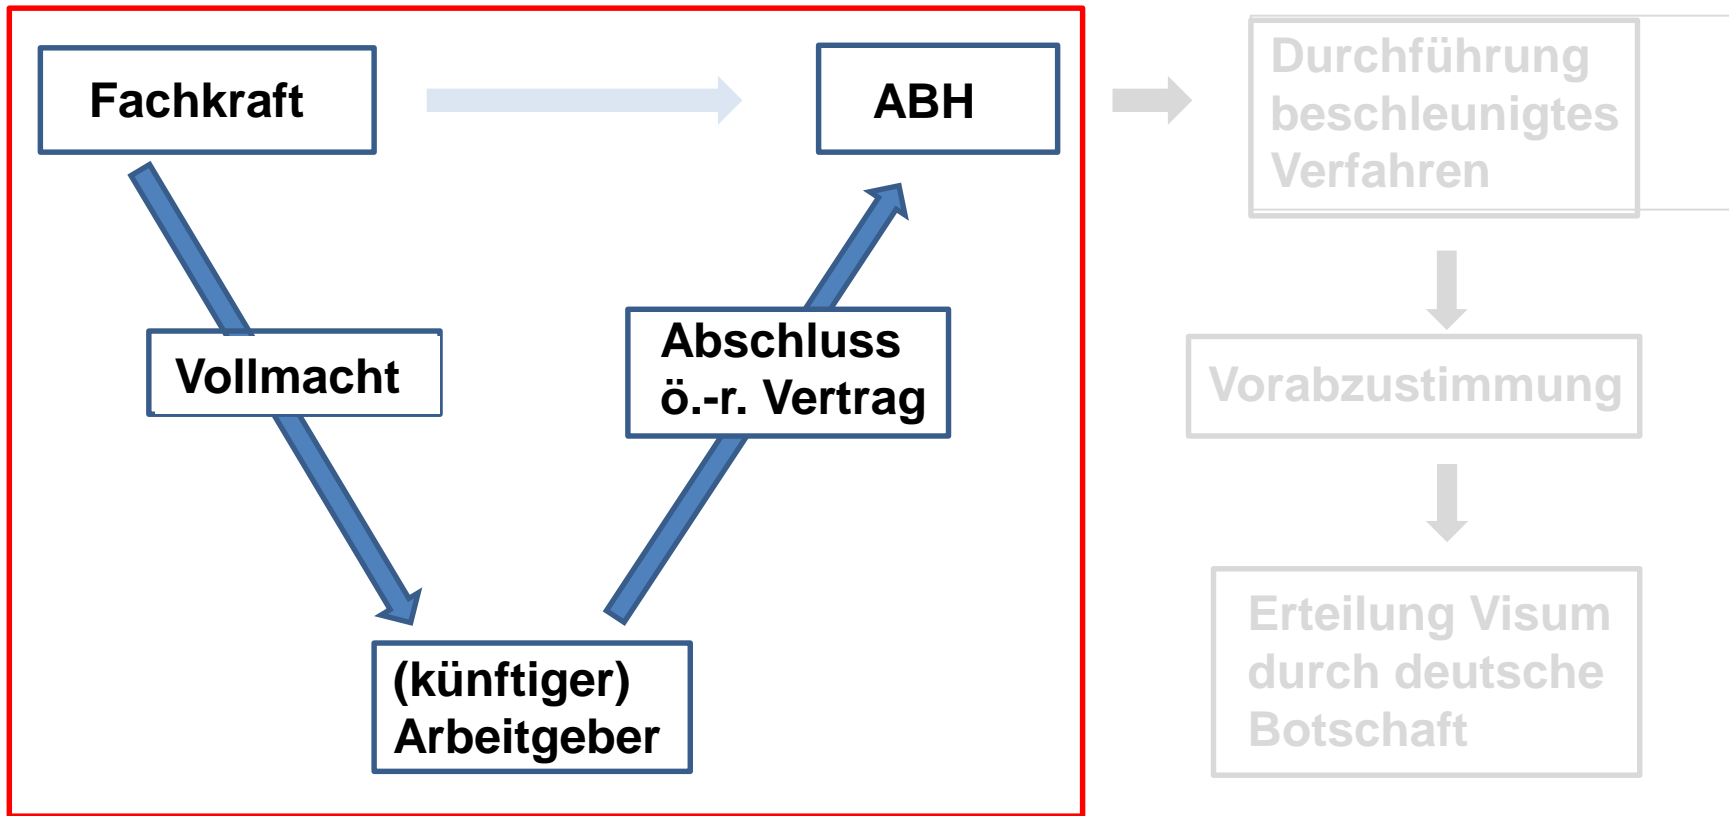 Fachkraft
ABH
Durchführung
beschleunigtes
Verfahren
Vollmacht
Abschluss
ö.-r. Vertrag
Vorabzustimmung
(künftiger)
Arbeitgeber
Erteilung Visum
durch deutsche
Botschaft